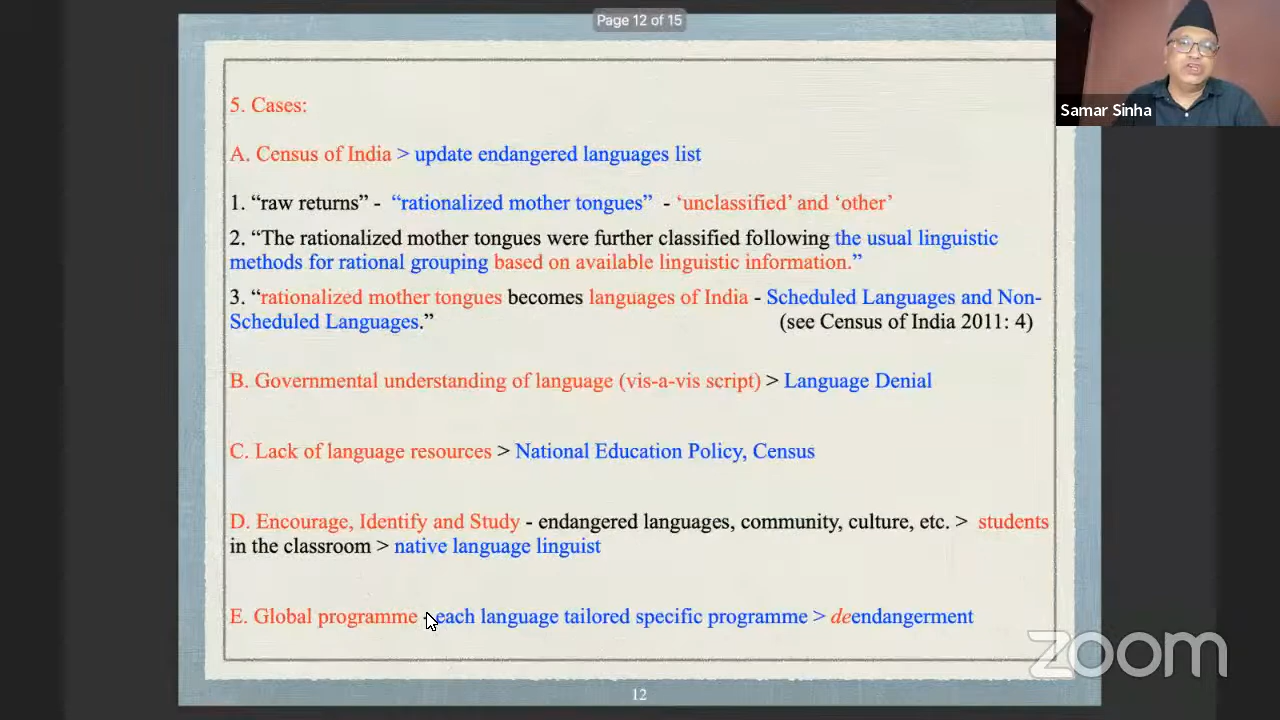 Page 12 of 15
Samar Sinha
5. Cases:
A. Census of India > update endangered languages list
1. “raw returns” - “rationalized mother tongues” - ‘unclassified’ and ‘other’
2. “The rationalized mother tongues were further classified following the usual linguistic
methods for rational grouping based on available linguistic information.”
3. “rationalized mother tongues becomes languages of India - Scheduled Languages and Non-
Scheduled Languages.” (see Census of India 2011: 4)
B. Governmental understanding of language (vis-a-vis script) > Language Denial
C. Lack of language resources > National Education Policy, Census
D. Encourage, Identify and Study - endangered languages, community, culture, etc. > students
in the classroom > native language linguist
E. Global programme each language tailored specific programme > deendangerment
zoom
12